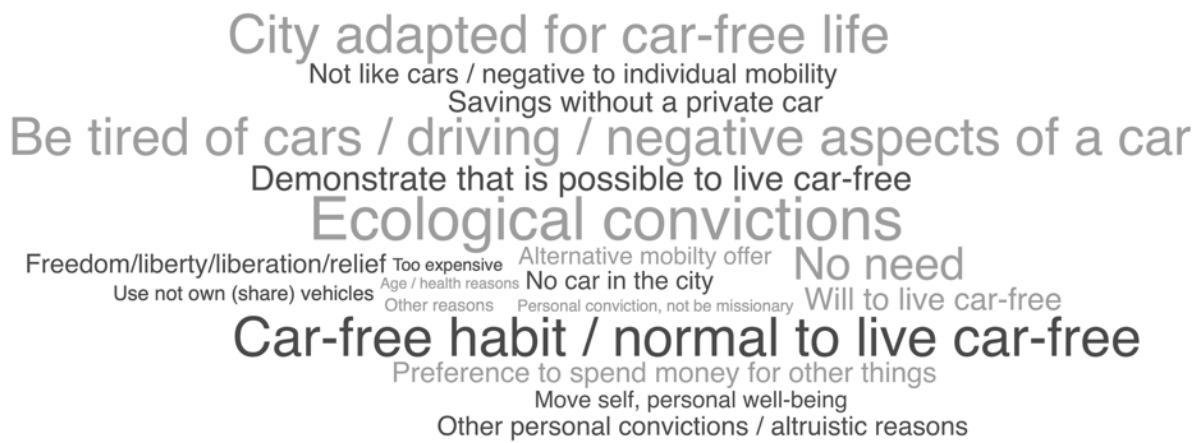 City adapted for car-free life
Not like cars / negative to individual mobility
Savings without a private car
Be tired of cars / driving / negative aspects of a car
Demonstrate that is possible to live car-free
Ecological convictions
Freedom/liberty/liberation/relief Too expensive Alternative mobilty offer No need
Use not own (share) vehicles Age / health reasons No car in the city
Other reasons Personal conviction, not be missionary Will to live car-free
Car-free habit / normal to live car-free
Preference to spend money for other things
Move self, personal well-being
Other personal convictions / altruistic reasons